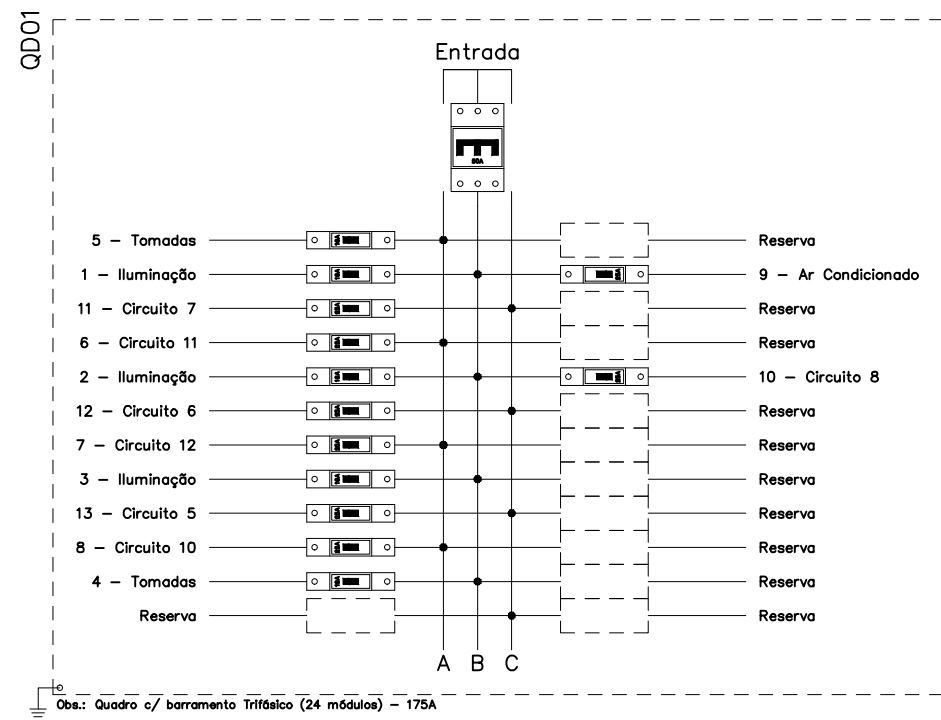 QD01
Entrada
5 - Tomadas
Reserva
1 - Iluminação
9 - Ar Condicionado
11 - Circuito 7
Reserva
6 - Circuito 11
Reserva
2 - Iluminação
10 - Circuito 8
12 - Circuito 6
Reserva
7 - Circuito 12
Reserva
3 - Iluminação
Reserva
13 - Circuito 5
Reserva
8 - Circuito 10
Reserva
4 - Tomadas
Reserva
Reserva
Reserva
A B C
Obs.: Quadro c/ barramento Trifásico (24 módulos) - 175A